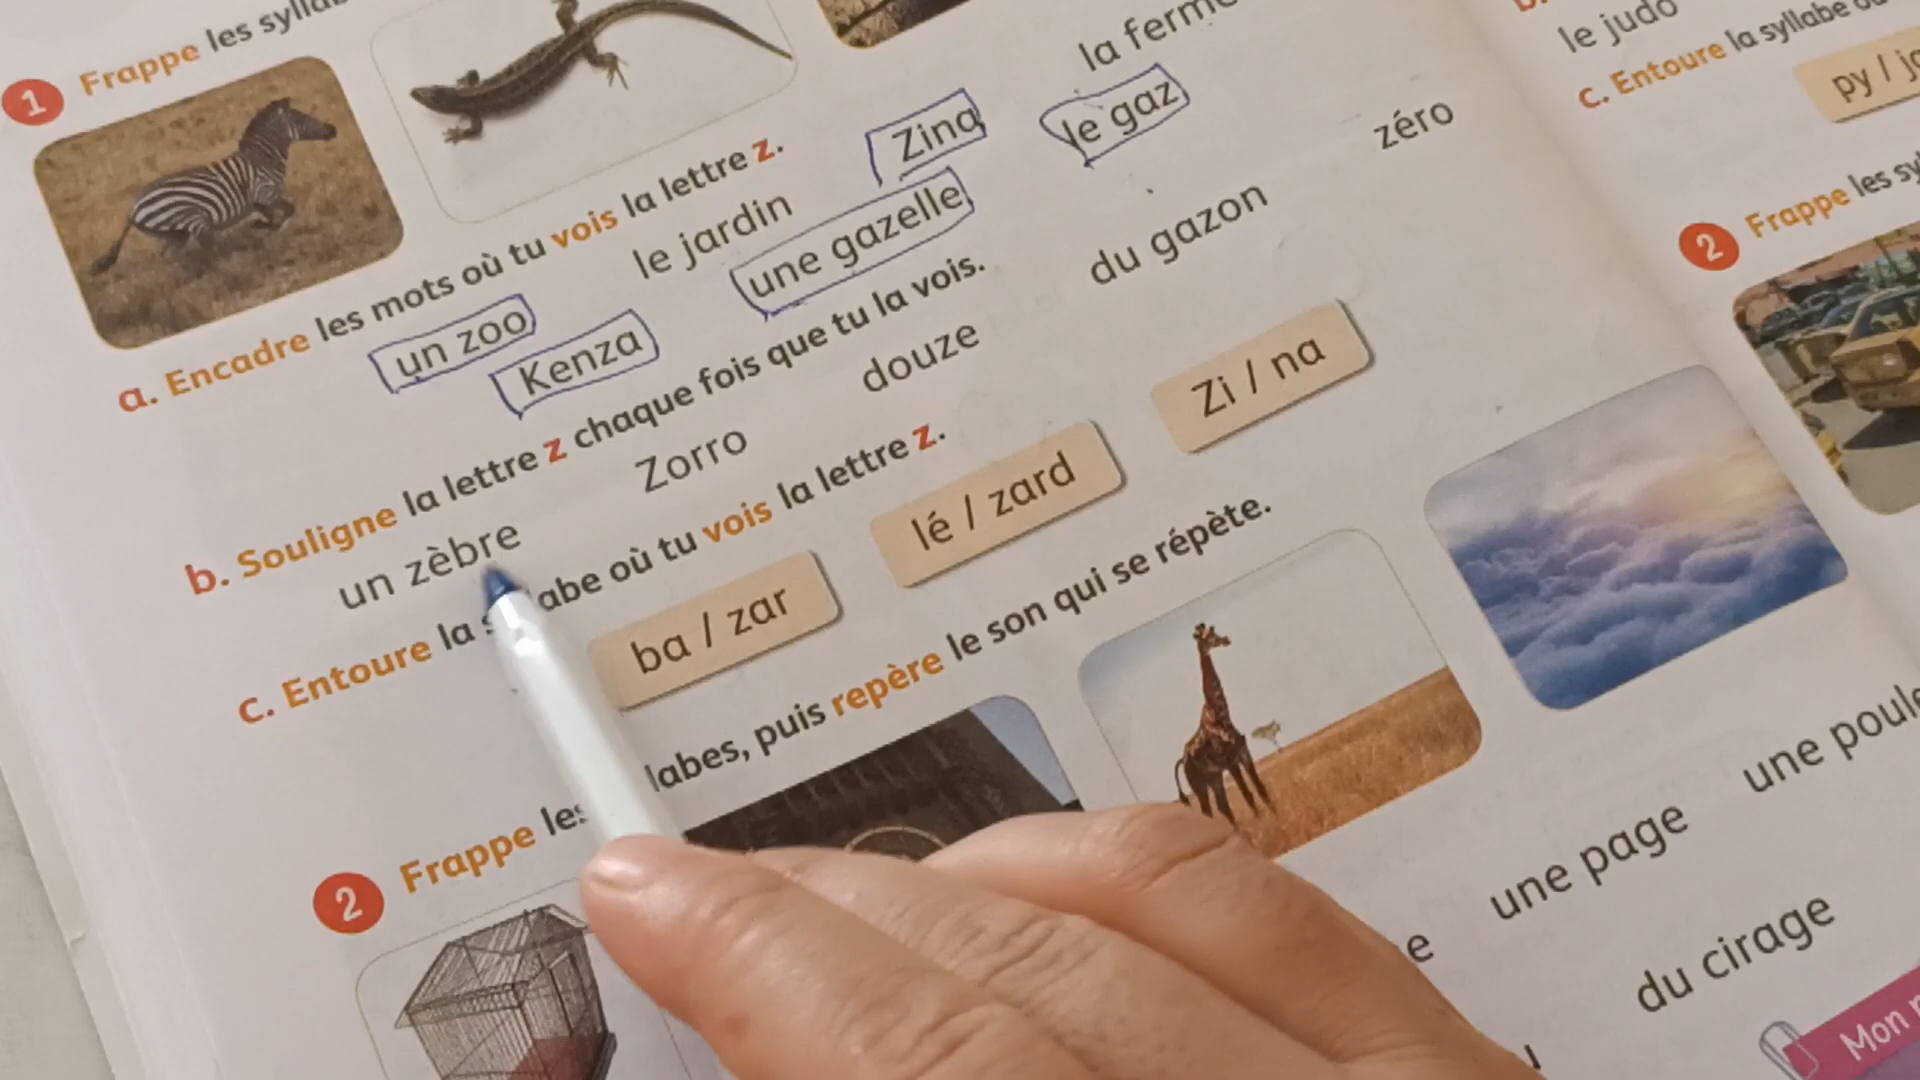 1 Frappe les
a. Encadre les mots où tu vois la lettre z.
un zoo le jardin Zina la ferme
Kenza une gazelle le gaz
b. Souligne la lettre z chaque fois que tu la vois.
un zèbre Zorro douze du gazon zéro
c. Entoure la abe où tu vois la lettre z.
ba / zar lé / zard Zi / na
2 Frappe les labes, puis repère le son qui se répète.
une page une poule
du cirage
Mon
le judo
c. Entoure la syllabe où
py / ja
2 Frappe les sy